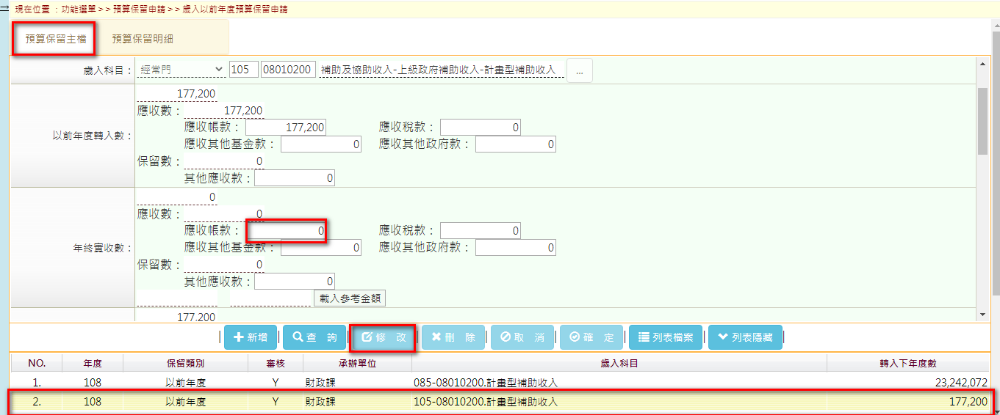 現在位置 ：功能選單>>預算保留申請>>歲入以前年度預算保留申請
預算保留主檔 預算保留明細
歲入科目： 經常門 105 08010200 補助及協助收入-上級政府補助收入-計畫型補助收入 ...
177,200
應收數： 177,200
應收帳款： 177,200 應收稅款： 0
以前年度轉入數：
應收其他基金款： 0 應收其他政府款： 0
保留數： 0
其他應收款： 0
0
應收數： 0
應收帳款： 0 應收稅款： 0
年終實收數：
應收其他基金款： 0 應收其他政府款： 0
保留數： 0
其他應收款： 0
載入參考金額
177,200
| 新增 | 查 詢 | 修 改 | 刪 除 | 取 消 | 確 定 | 列表檔案 | 列表隱藏 |
NO. 年度 保留類別 審核 承辦單位 歲入科目 轉入下年度數
1. 108 以前年度 Y 財政課 085-08010200.計畫型補助收入 23,242,072
2. 108 以前年度 Y 財政課 105-08010200.計畫型補助收入 177,200